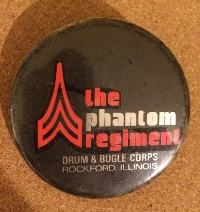 the
phantom
regiment
DRUM & BUGLE CORPS
ROCKFORD, ILLINOIS